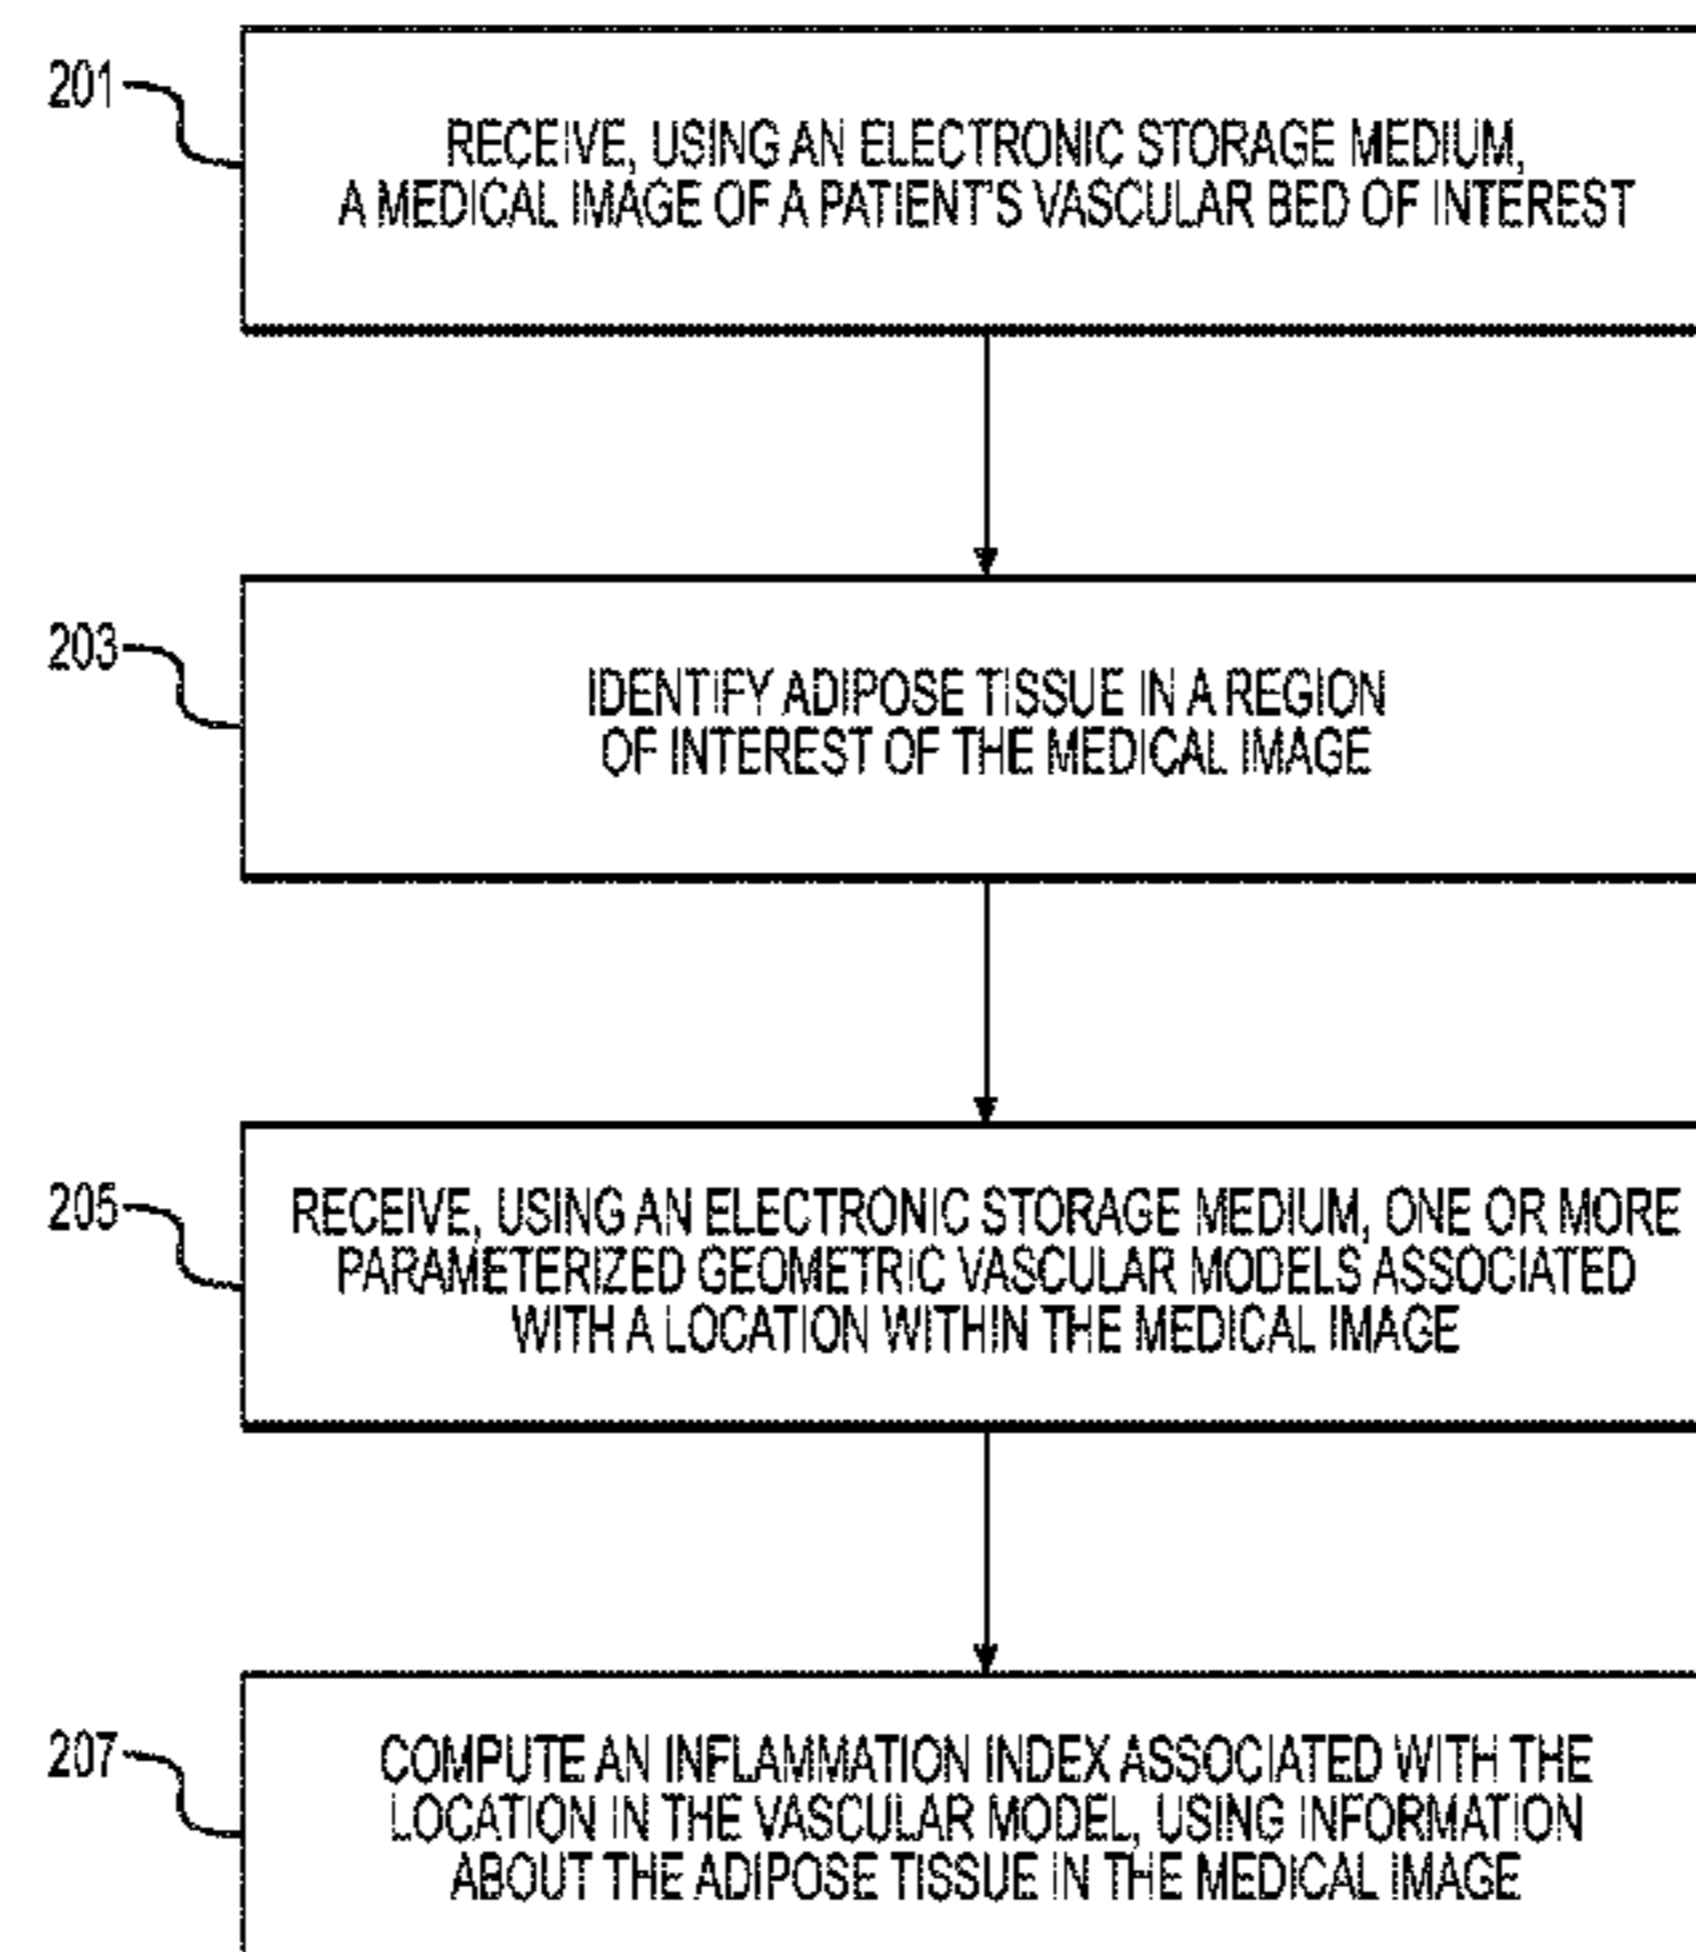 201
RECEIVE, USING AN ELECTRONIC STORAGE MEDIUM,
A MEDICAL IMAGE OF A PATIENT'S VASCULAR BED OF INTEREST
203
IDENTIFY ADIPOSE TISSUE IN A REGION
OF INTEREST OF THE MEDICAL IMAGE
205
RECEIVE, USING AN ELECTRONIC STORAGE MEDIUM, ONE OR MORE
PARAMETERIZED GEOMETRIC VASCULAR MODELS ASSOCIATED
WITH A LOCATION WITHIN THE MEDICAL IMAGE
207
COMPUTE AN INFLAMMATION INDEX ASSOCIATED WITH THE
LOCATION IN THE VASCULAR MODEL, USING INFORMATION
ABOUT THE ADIPOSE TISSUE IN THE MEDICAL IMAGE